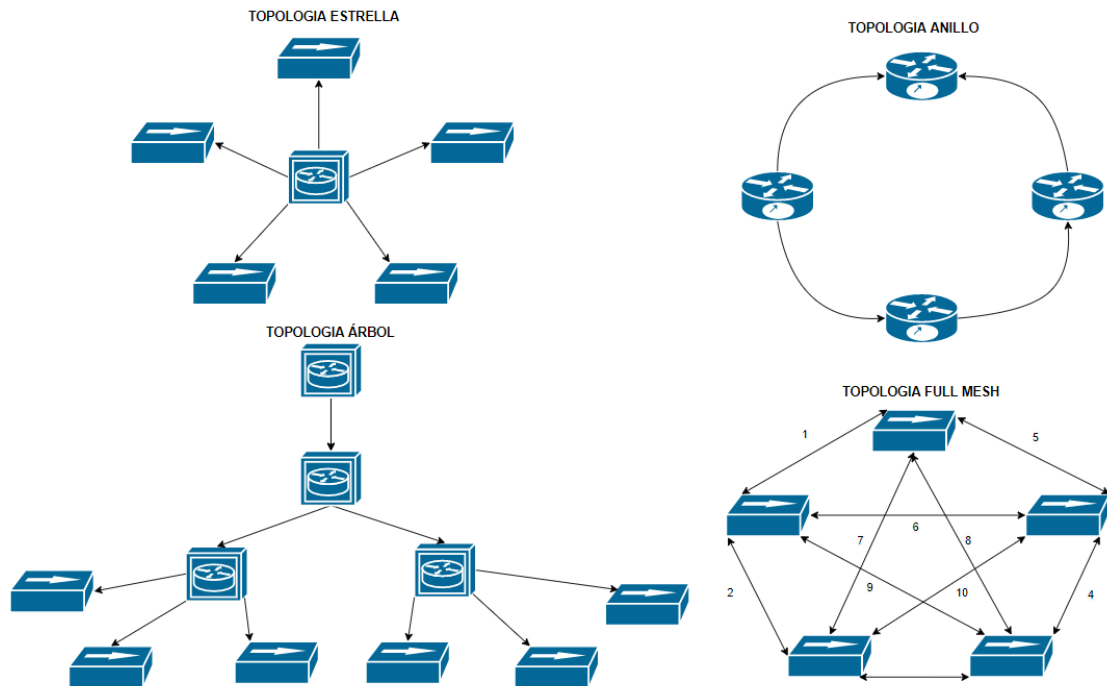 TOPOLOGIA ESTRELLA
TOPOLOGIA ANILLO
TOPOLOGIA ÁRBOL
TOPOLOGIA FULL MESH
1
5
6
7
8
2
9
10
4